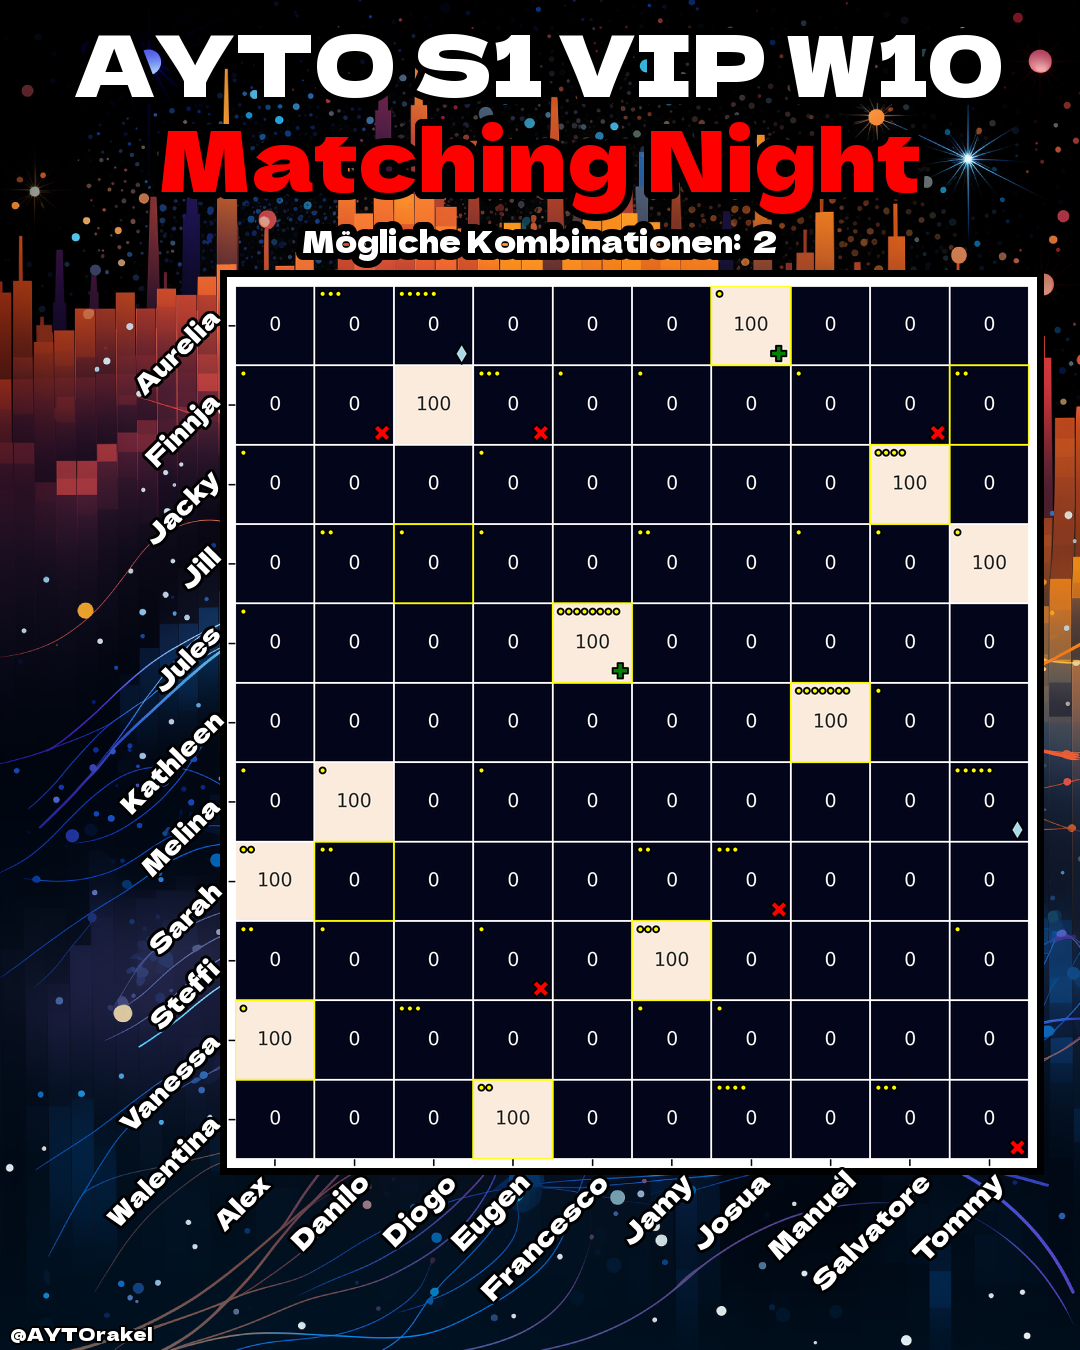 AYTO S1 VIP W10
Matching Night
Mögliche Kombinationen: 2
Aurelia 0 0 0 0 0 0 100 0 0 0
Finnja 0 0 100 0 0 0 0 0 0 0
Jacky 0 0 0 0 0 0 0 0 100 0
Jill 0 0 0 0 0 0 0 0 0 100
Jules 0 0 0 0 100 0 0 0 0 0
Kathleen 0 0 0 0 0 0 0 100 0 0
Melina 0 100 0 0 0 0 0 0 0 0
Sarah 100 0 0 0 0 0 0 0 0 0
Steffi 0 0 0 0 0 100 0 0 0 0
Vanessa 100 0 0 0 0 0 0 0 0 0
Valentina 0 0 0 100 0 0 0 0 0 0
Alex Danilo Diogo Eugen Francesco Jamy Josua Manuel Salvatore Tommy
@AYTOrakel